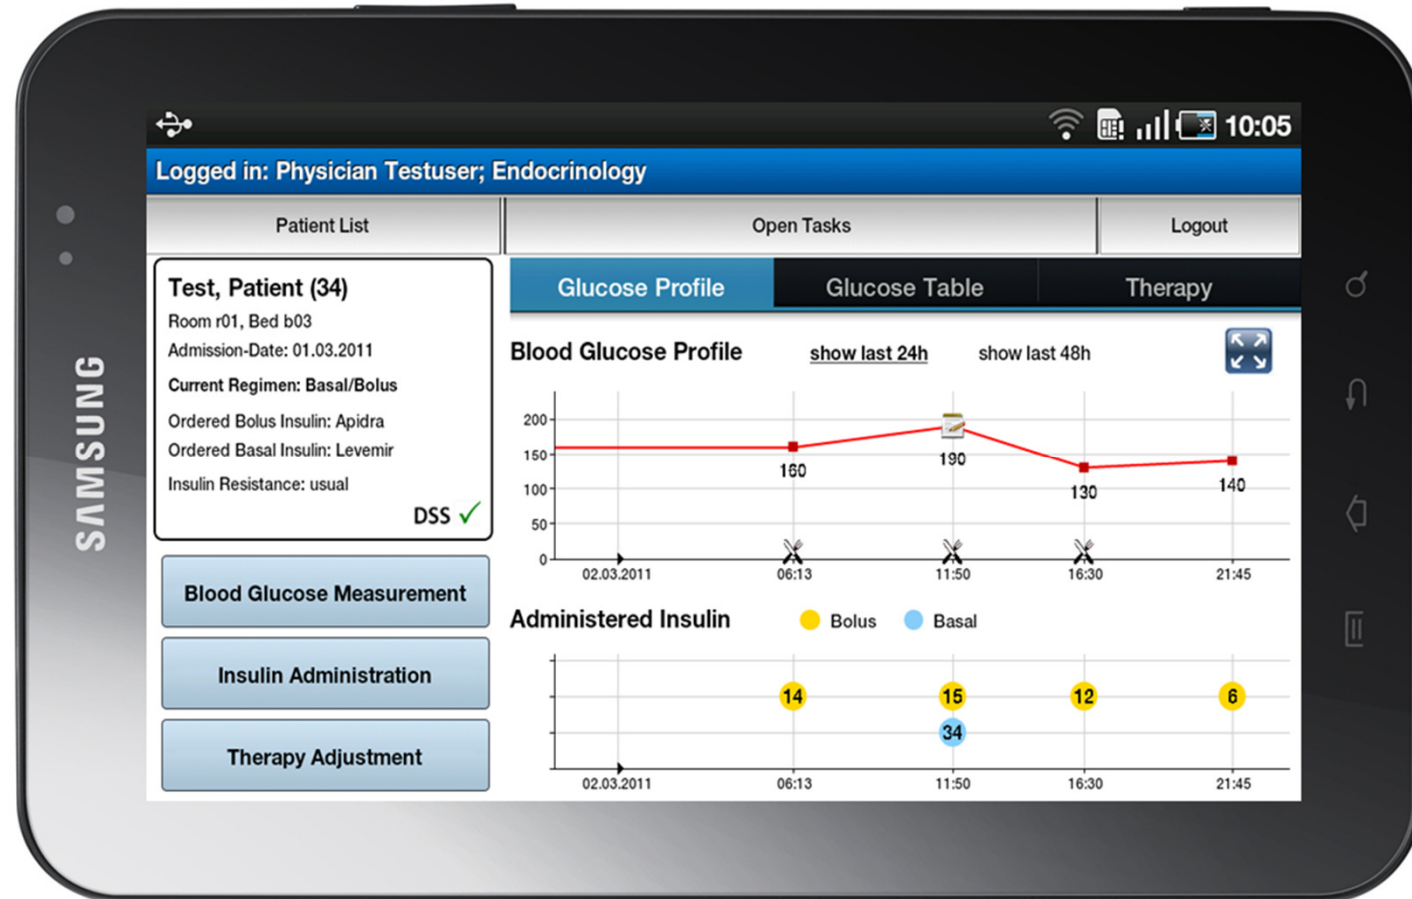 SAMSUNG
10:05
Logged in: Physician Testuser; Endocrinology
Patient List
Open Tasks
Logout
Test, Patient (34)
Room r01, Bed b03
Admission-Date: 01.03.2011
Current Regimen: Basal/Bolus
Ordered Bolus Insulin: Apidra
Ordered Basal Insulin: Levemir
Insulin Resistance: usual
DSS ✓
Blood Glucose Measurement
Insulin Administration
Therapy Adjustment
Glucose Profile
Glucose Table
Therapy
Blood Glucose Profile
show last 24h
show last 48h
200
150
100
50
0
160
190
130
140
02.03.2011
06:13
11:50
16:30
21:45
Administered Insulin
Bolus
Basal
14
15
12
6
34
02.03.2011
06:13
11:50
16:30
21:45